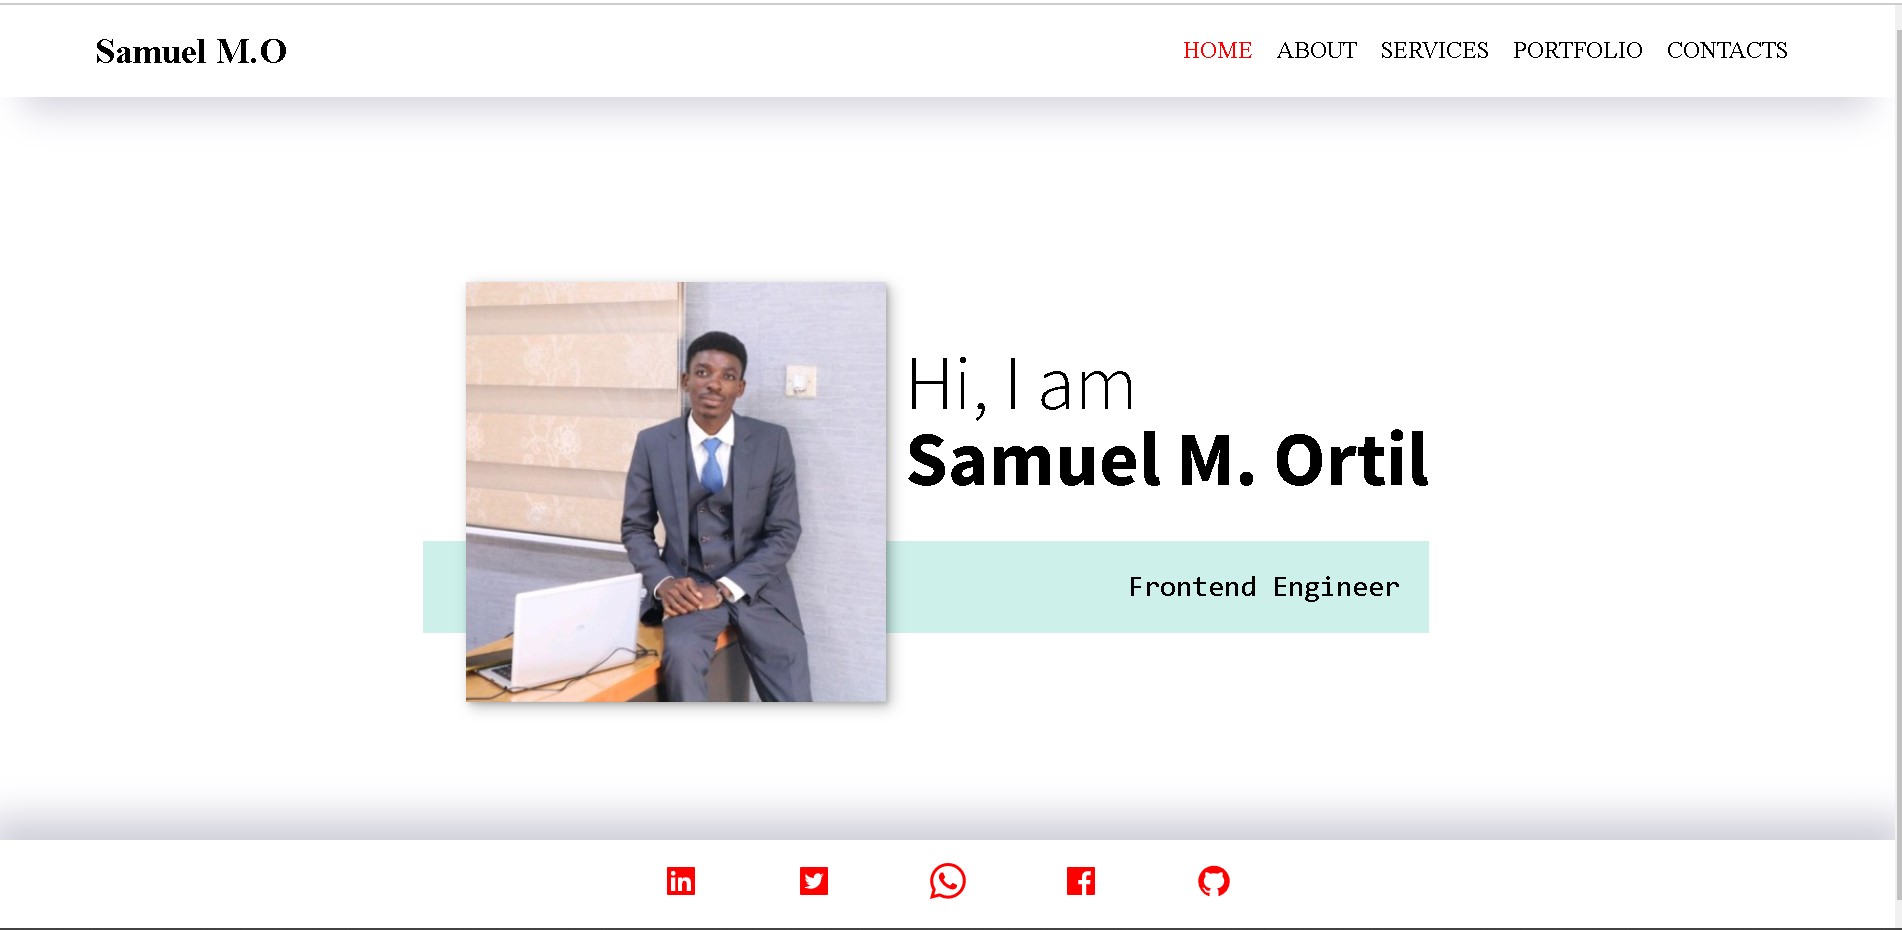 Samuel M.O
HOME ABOUT SERVICES PORTFOLIO CONTACTS
Hi, I am
Samuel M. Ortil
Frontend Engineer